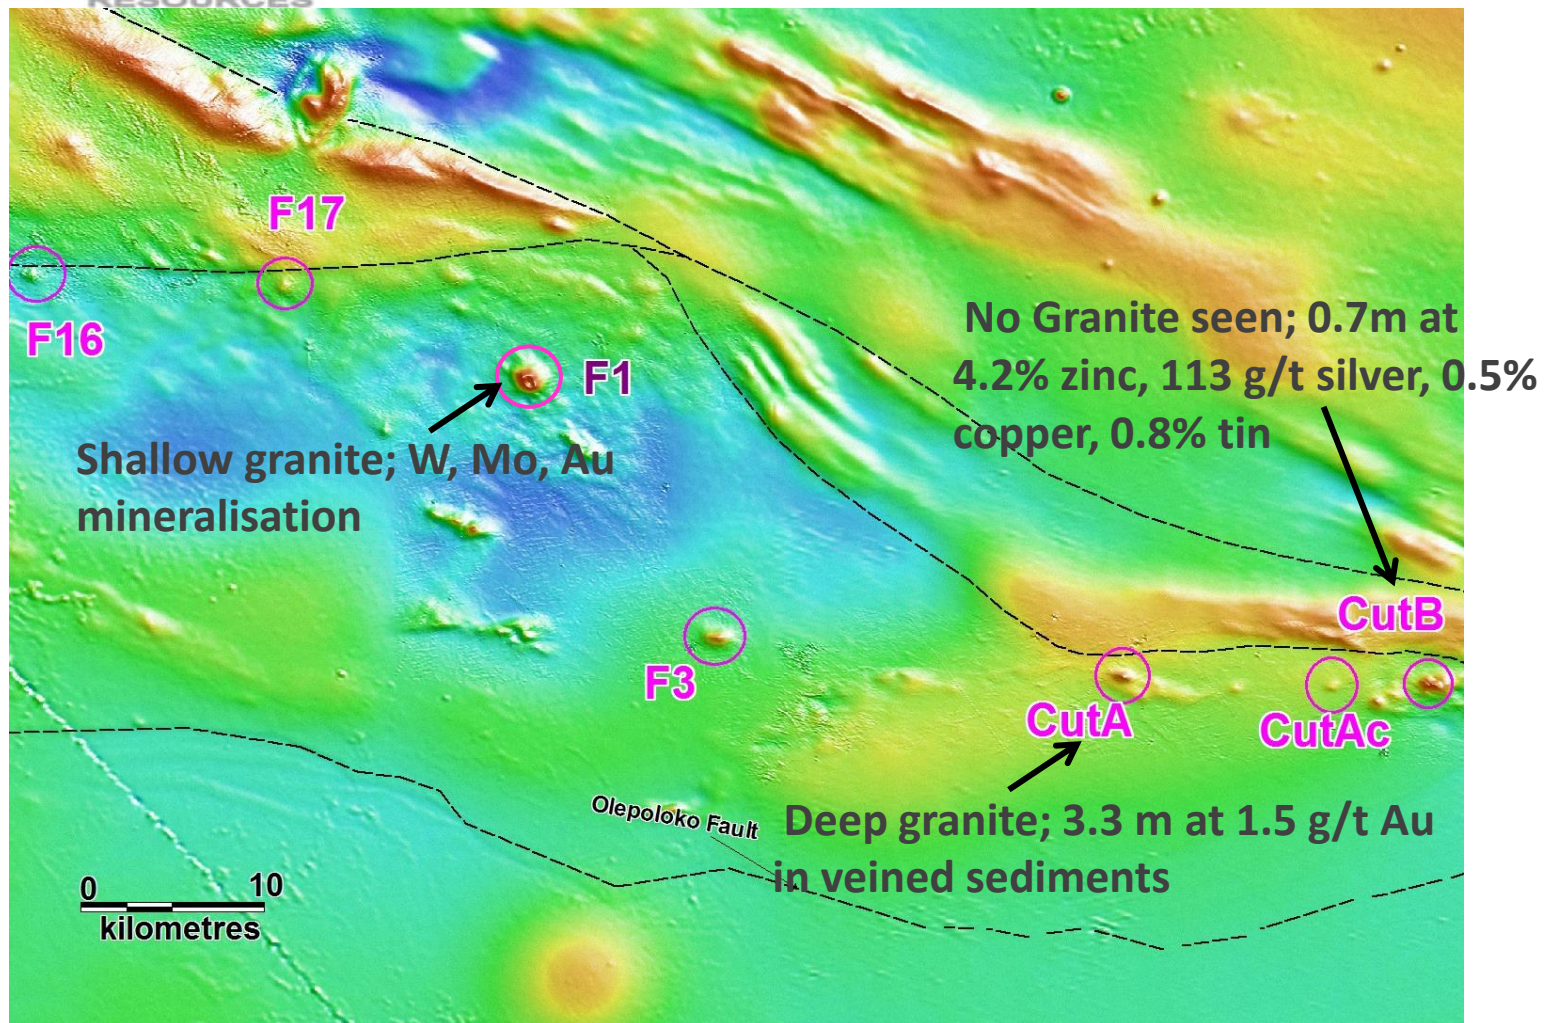 RESOURCES
F17
F16
No Granite seen; 0.7m at
4.2% zinc, 113 g/t silver, 0.5%
copper, 0.8% tin
F1
Shallow granite; W, Mo, Au
mineralisation
CutB
F3
CutA
CutAc
Olepoloko Fault
Deep granite; 3.3 m at 1.5 g/t Au
in veined sediments
0 10
kilometres